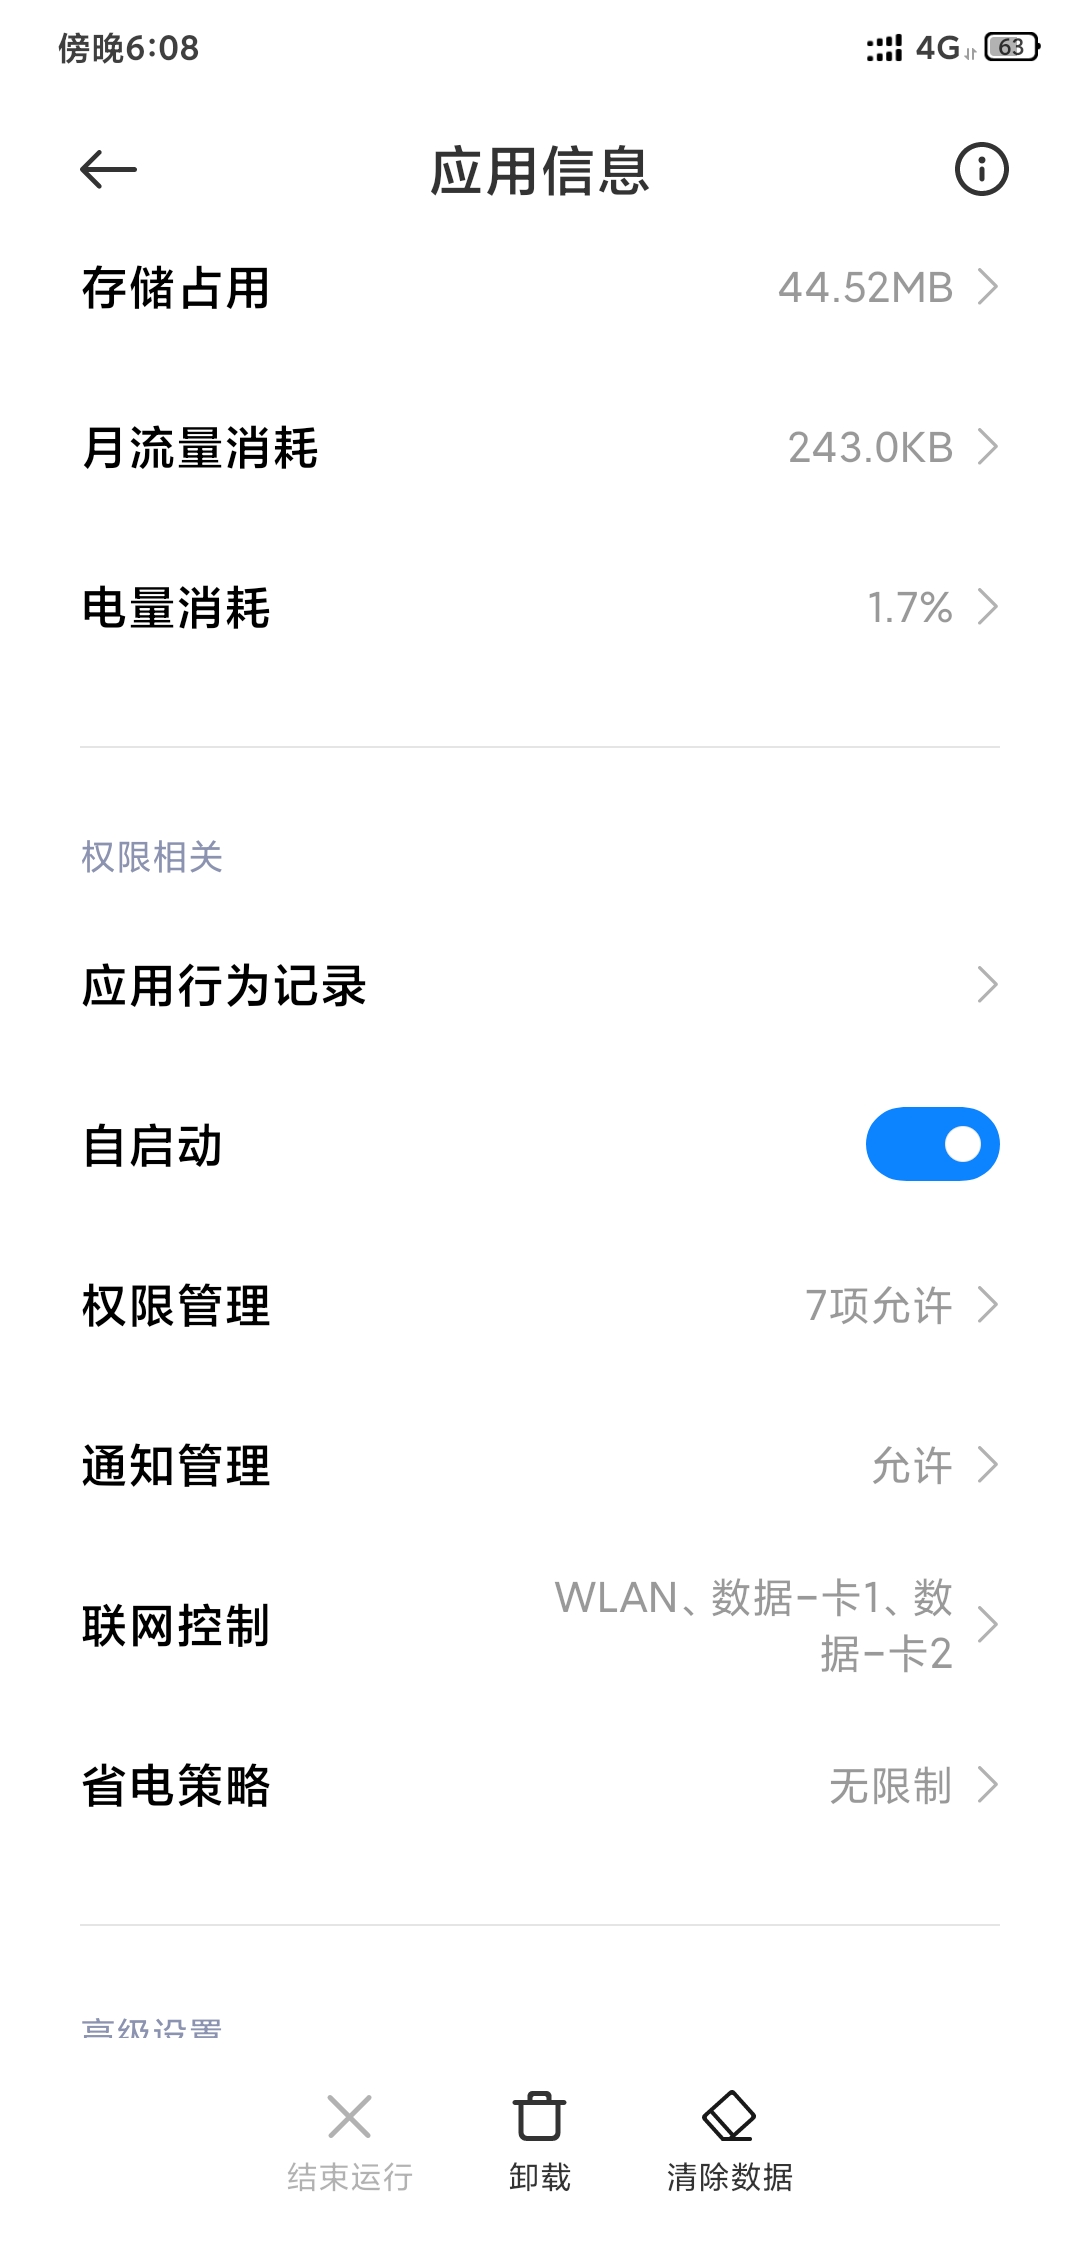 傍晚6:08
4G 63
应用信息
存储占用 44.52MB
月流量消耗 243.0KB
电量消耗 1.7%
权限相关
应用行为记录
自启动
权限管理 7项允许
通知管理 允许
联网控制 WLAN、数据-卡1、数
据-卡2
省电策略 无限制
高级设置
结束运行 卸载 清除数据